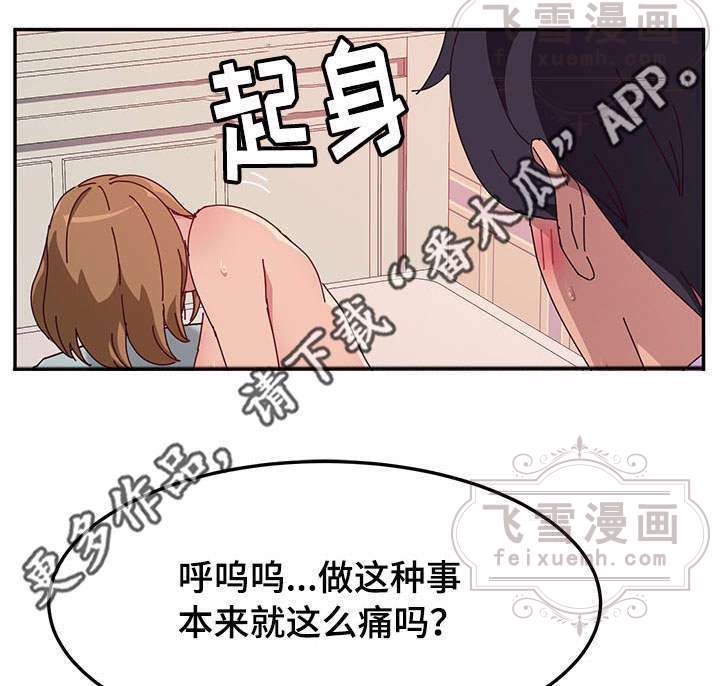 飞雪漫画
feixuemh.com
起身
更多作品，请下载“番木瓜”APP。
飞雪漫画
feixuemh.com
呼呜呜...做这种事
本来就这么痛吗？